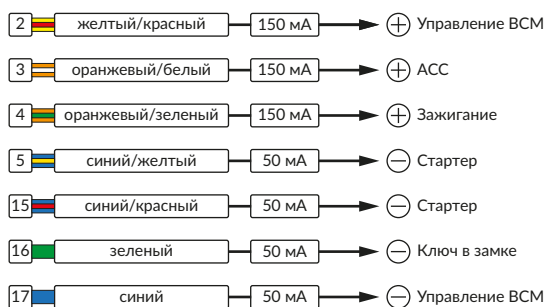 2 желтый/красный 150 мА + Управление BCM
3 оранжевый/белый 150 мА + ACC
4 оранжевый/зеленый 150 мА + Зажигание
5 синий/желтый 50 мА − Стартер
15 синий/красный 50 мА − Стартер
16 зеленый 50 мА − Ключ в замке
17 синий 50 мА − Управление BCM